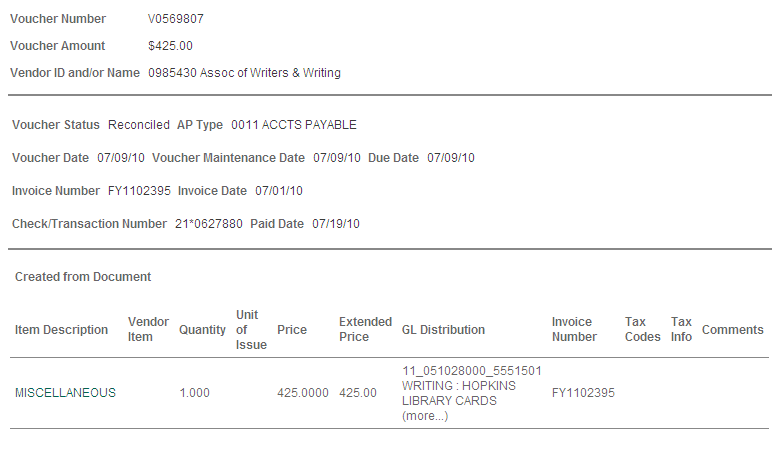 Voucher Number V0569807
Voucher Amount $425.00
Vendor ID and/or Name 0985430 Assoc of Writers & Writing
Voucher Status Reconciled AP Type 0011 ACCTS PAYABLE
Voucher Date 07/09/10 Voucher Maintenance Date 07/09/10 Due Date 07/09/10
Invoice Number FY1102395 Invoice Date 07/01/10
Check/Transaction Number 21*0627880 Paid Date 07/19/10
Created from Document
Item Description Vendor Item Quantity Unit of Issue Price Extended Price GL Distribution Invoice Number Tax Codes Tax Info Comments
MISCELLANEOUS 1.000 425.0000 425.00 11_051028000_5551501
WRITING : HOPKINS
LIBRARY CARDS
(more...) FY1102395